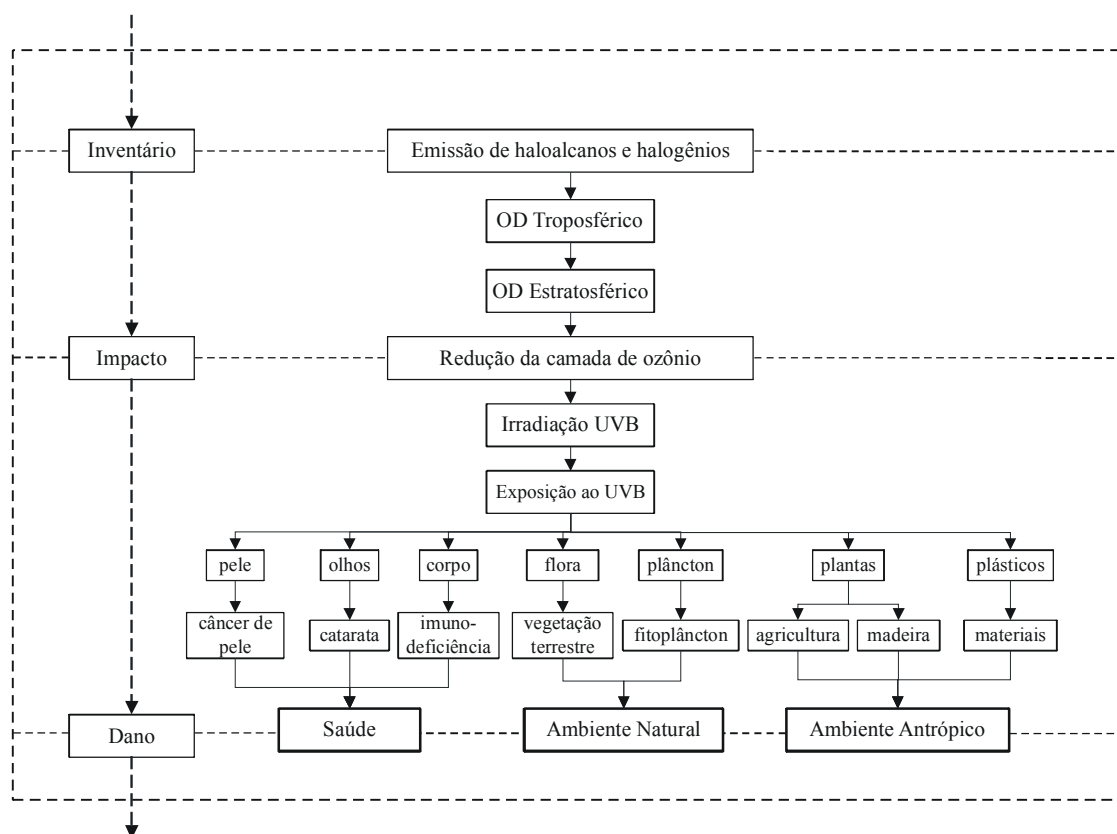 Inventário
Emissão de haloalcanos e halogênios
OD Troposférico
OD Estratosférico
Impacto
Redução da camada de ozônio
Irradiação UVB
Exposição ao UVB
pele
olhos
corpo
flora
plâncton
plantas
plásticos
câncer de
pele
catarata
imuno-
deficiência
vegetação
terrestre
fitoplâncton
agricultura
madeira
materiais
Dano
Saúde
Ambiente Natural
Ambiente Antrópico